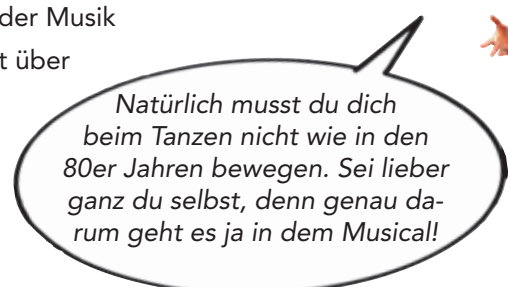 der Musik
t über
Natürlich musst du dich
beim Tanzen nicht wie in den
80er Jahren bewegen. Sei lieber
ganz du selbst, denn genau da-
rum geht es ja in dem Musical!